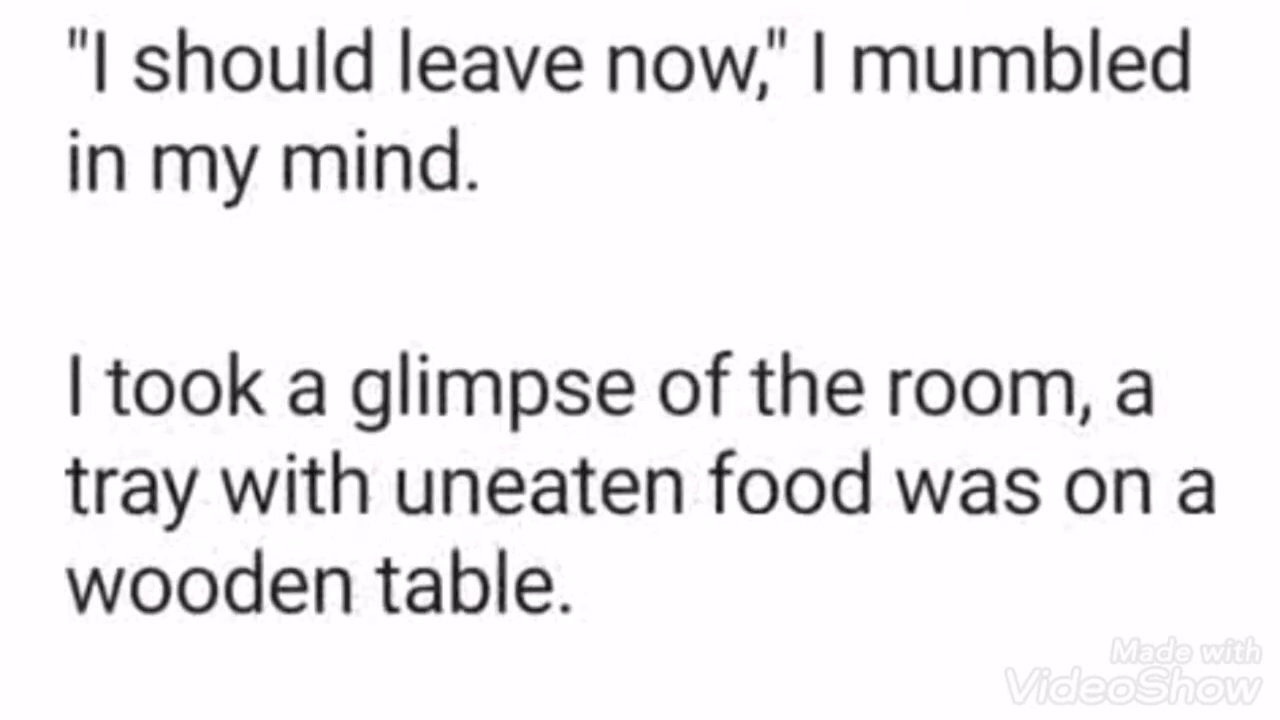 "I should leave now," I mumbled
in my mind.
I took a glimpse of the room, a
tray with uneaten food was on a
wooden table.
Made with
VideoShow